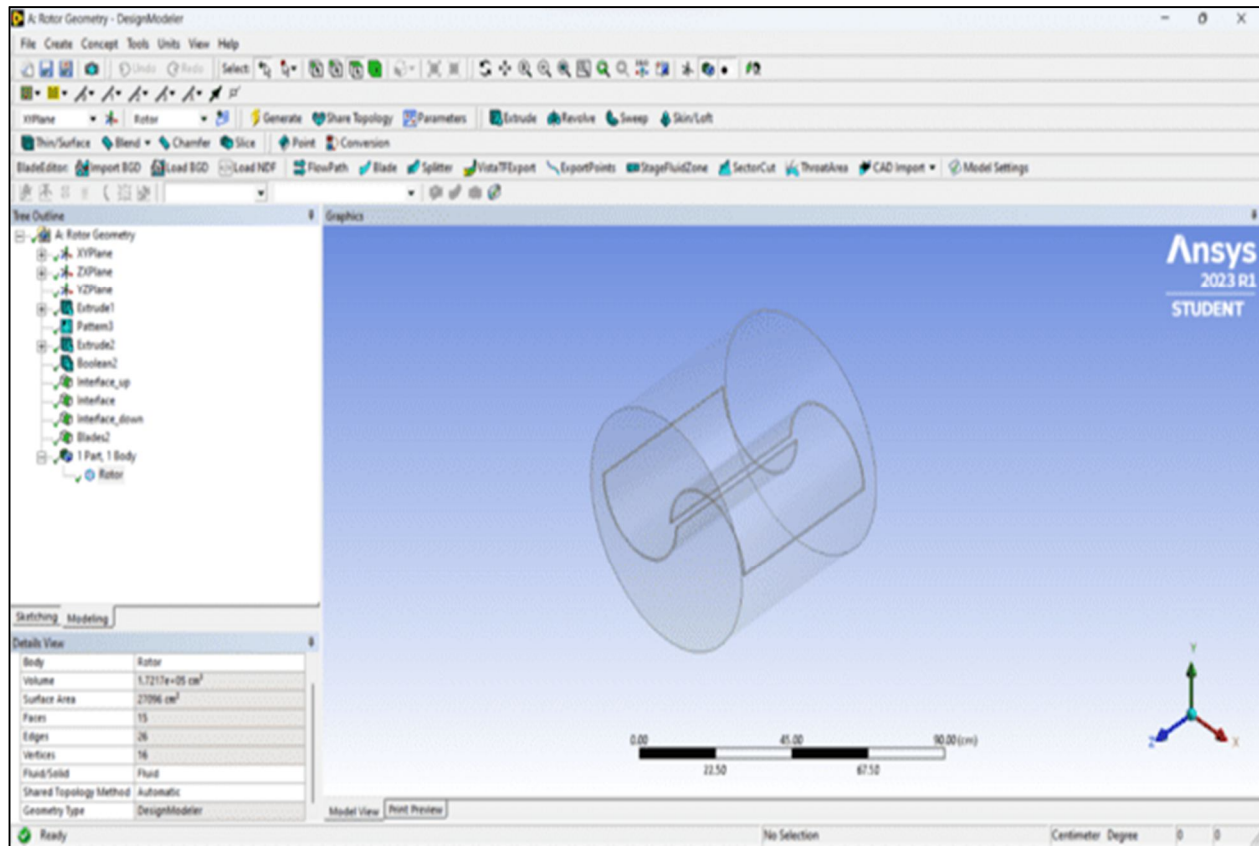 A: Rotor Geometry - DesignModeler
File Create Concept Tools Units View Help
Undo Redo Select:
XYPlane Rotor Generate Share Topology Parameters Extrude Revolve Sweep Skin/Loft
Thin/Surface Blend Chamfer Slice Point Conversion
BladeEditor: Import BGD Load BGD Load NDF FlowPath Blade Splitter VistaTFExport ExportPoints StageFluidZone SectorCut ThroatArea CAD Import Model Settings
Tree Outline
A: Rotor Geometry
XYPlane
ZXPlane
YZPlane
Extrude1
Pattern3
Extrude2
Boolean2
Interface_up
Interface
Interface_down
Blades2
1 Part, 1 Body
Rotor
Sketching Modeling
Details View
Body Rotor
Volume 1.7217e+05 cm³
Surface Area 27096 cm²
Faces 15
Edges 26
Vertices 16
Fluid/Solid Fluid
Shared Topology Method Automatic
Geometry Type DesignModeler
Graphics
Ansys
2023 R1
STUDENT
0.00 45.00 90.00 (cm)
22.50 67.50
Y
Z X
Model View Print Preview
Ready No Selection Centimeter Degree 0 0